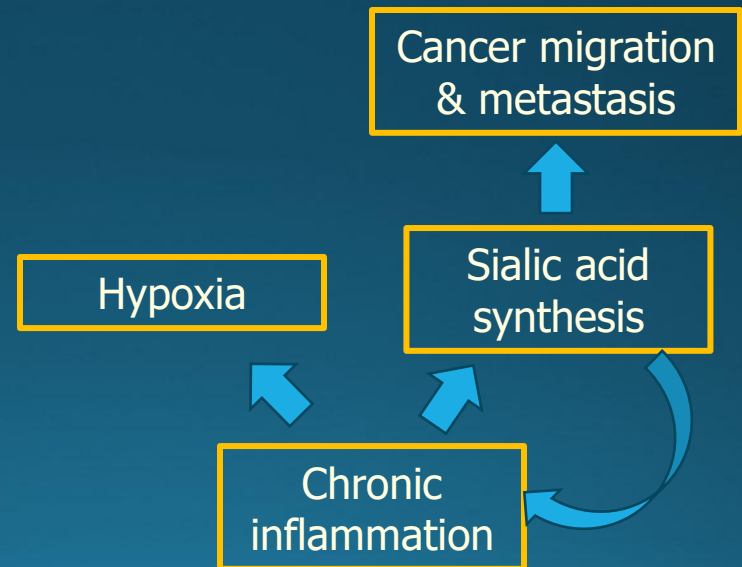 Cancer migration
& metastasis
Hypoxia
Sialic acid
synthesis
Chronic
inflammation